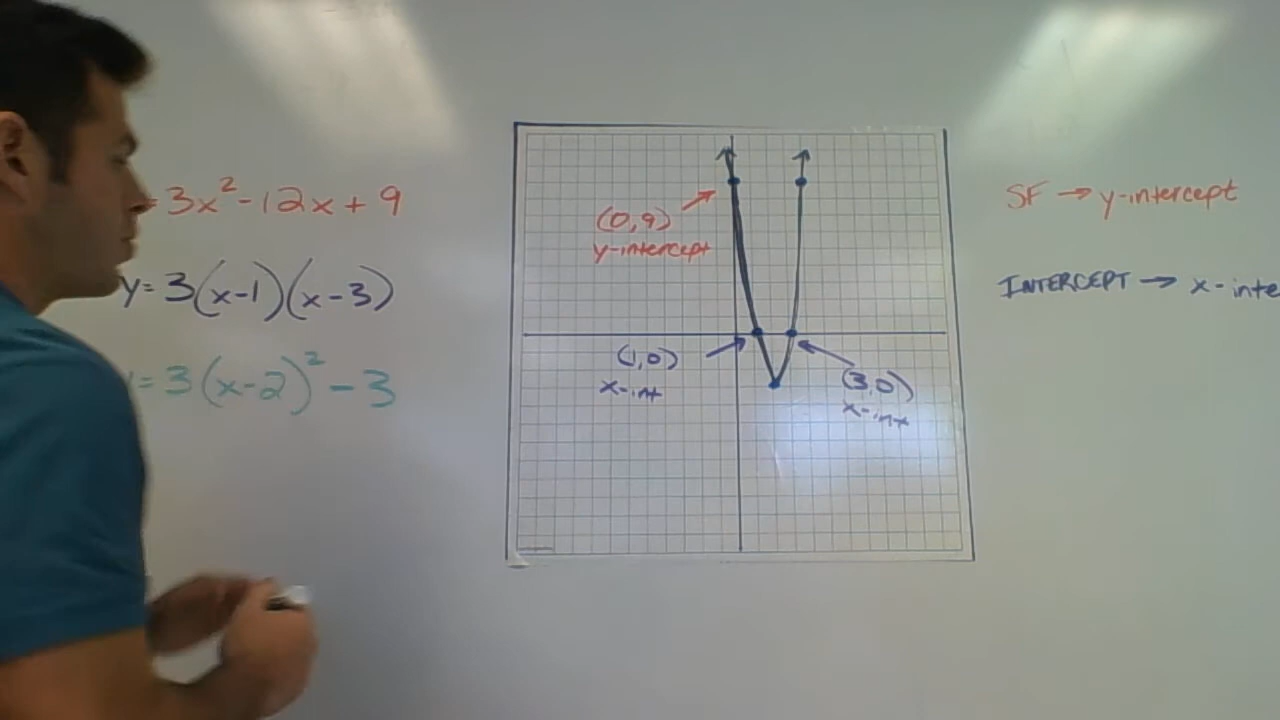 = 3x² - 12x + 9
y = 3(x-1)(x-3)
= 3(x-2)² - 3
(0,9)
y-intercept
(1,0)
x-int
(3,0)
x-int
SF → y-intercept
INTERCEPT → x-inte